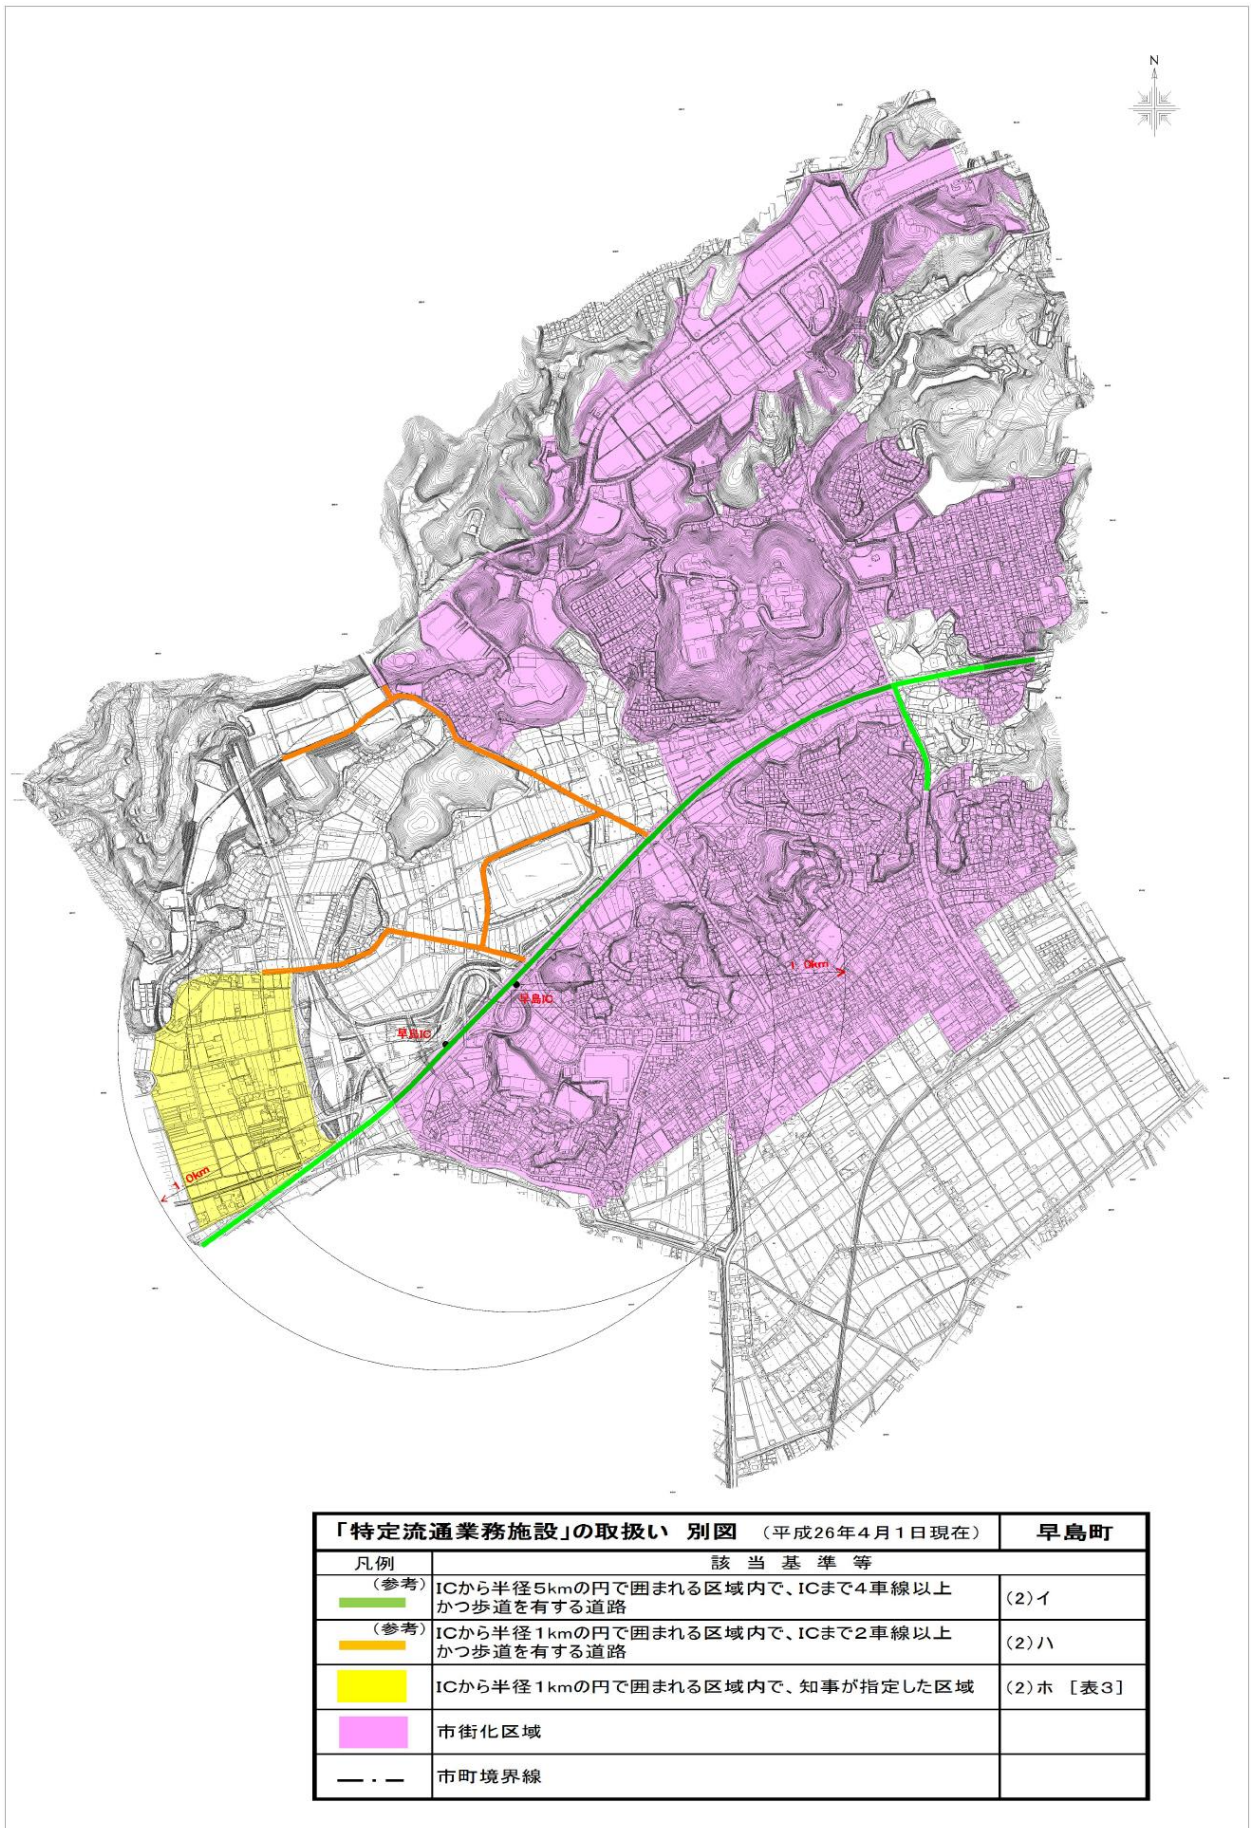 N
1.0km
早島IC
早島IC
1.0km
「特定流通業務施設」の取扱い 別図 (平成26年4月1日現在) 早島町
凡例 該当基準等
(参考) ICから半径5kmの円で囲まれる区域内で、ICまで4車線以上
かつ歩道を有する道路 (2)イ
(参考) ICから半径1kmの円で囲まれる区域内で、ICまで2車線以上
かつ歩道を有する道路 (2)ハ
ICから半径1kmの円で囲まれる区域内で、知事が指定した区域 (2)ホ [表3]
市街化区域
市町境界線